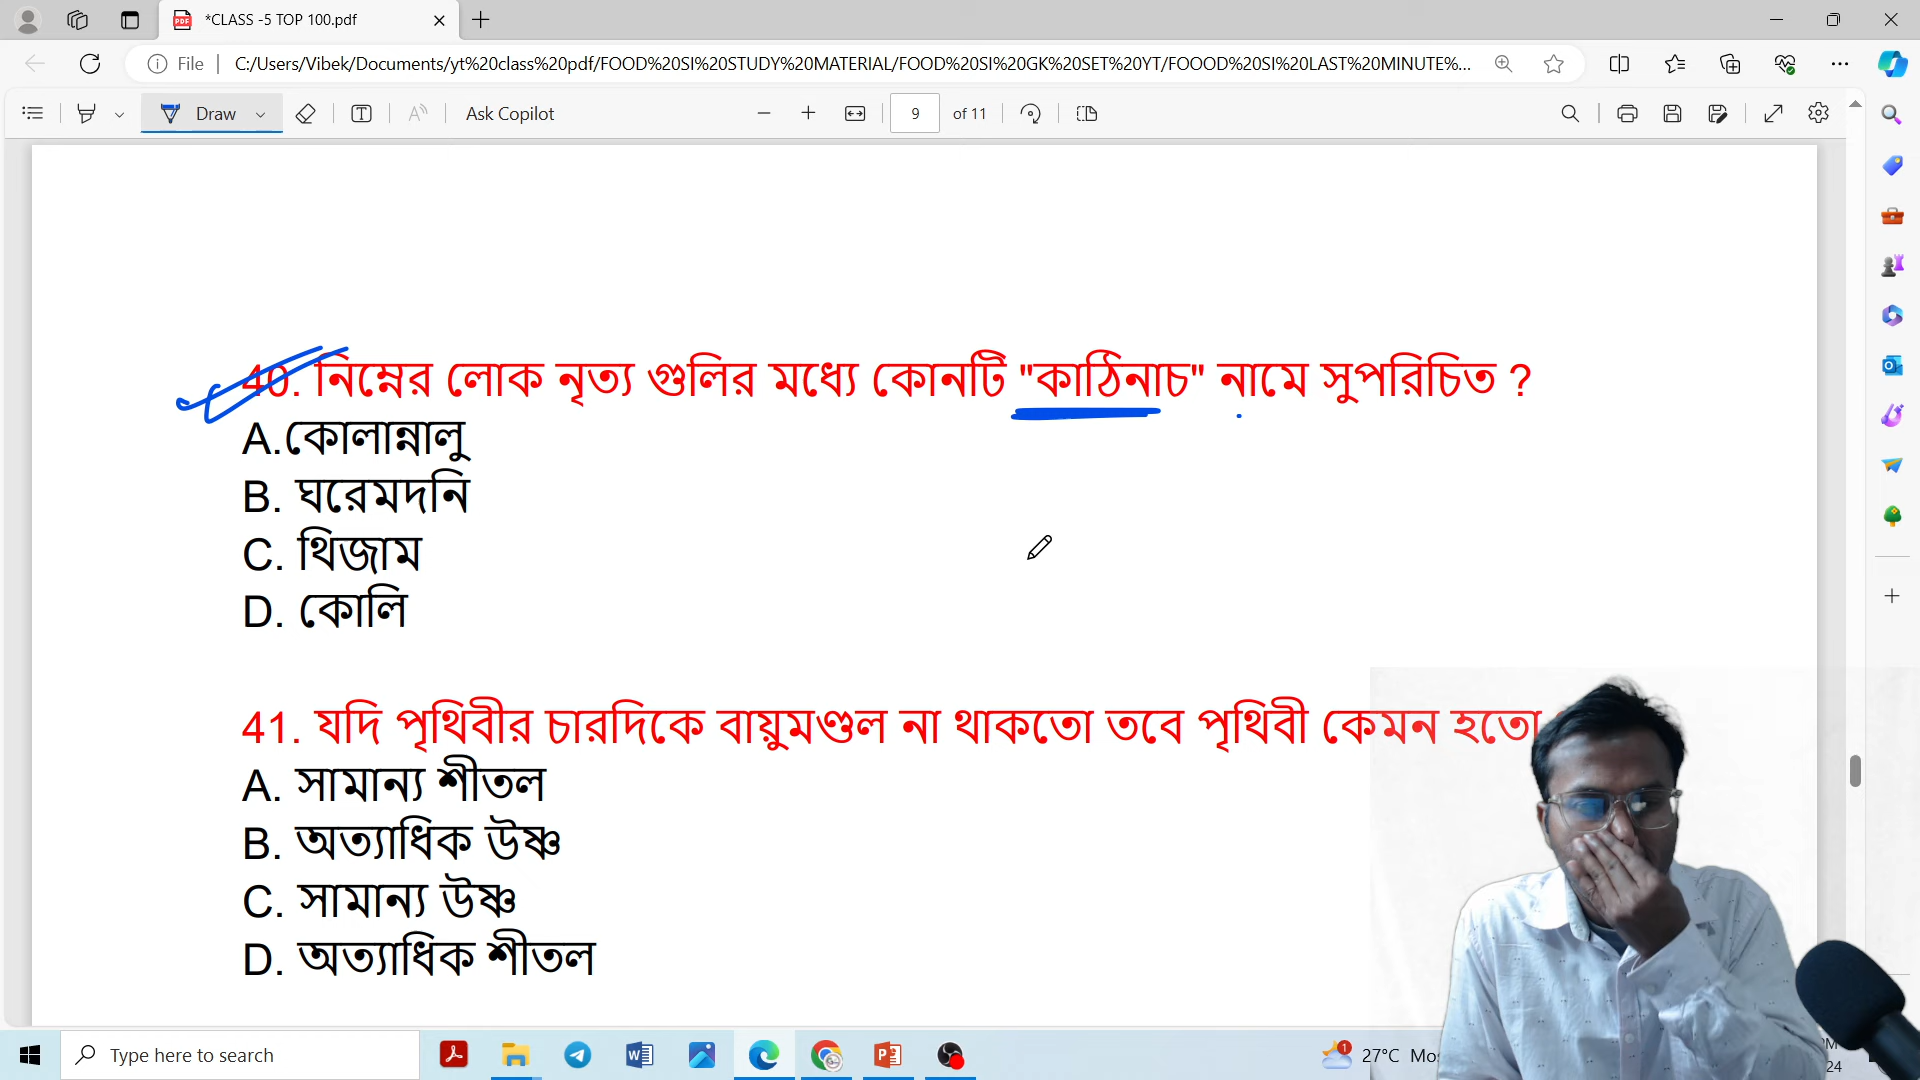 *CLASS -5 TOP 100.pdf
File
C:/Users/Vibek/Documents/yt%20class%20pdf/FOOD%20SI%20STUDY%20MATERIAL/FOOD%20SI%20GK%20SET%20YT/FOOOD%20SI%20LAST%20MINUTE%...
Draw
Ask Copilot
9 of 11
40. নিম্নের লোক নৃত্য গুলির মধ্যে কোনটি "কাঠিনাচ" নামে সুপরিচিত ?
A.কোলান্নালু
B. ঘরেমদনি
C. থিজাম
D. কোলি
41. যদি পৃথিবীর চারদিকে বায়ুমণ্ডল না থাকতো তবে পৃথিবী কেমন হতো
A. সামান্য শীতল
B. অত্যাধিক উষ্ণ
C. সামান্য উষ্ণ
D. অত্যাধিক শীতল
Type here to search
27°C